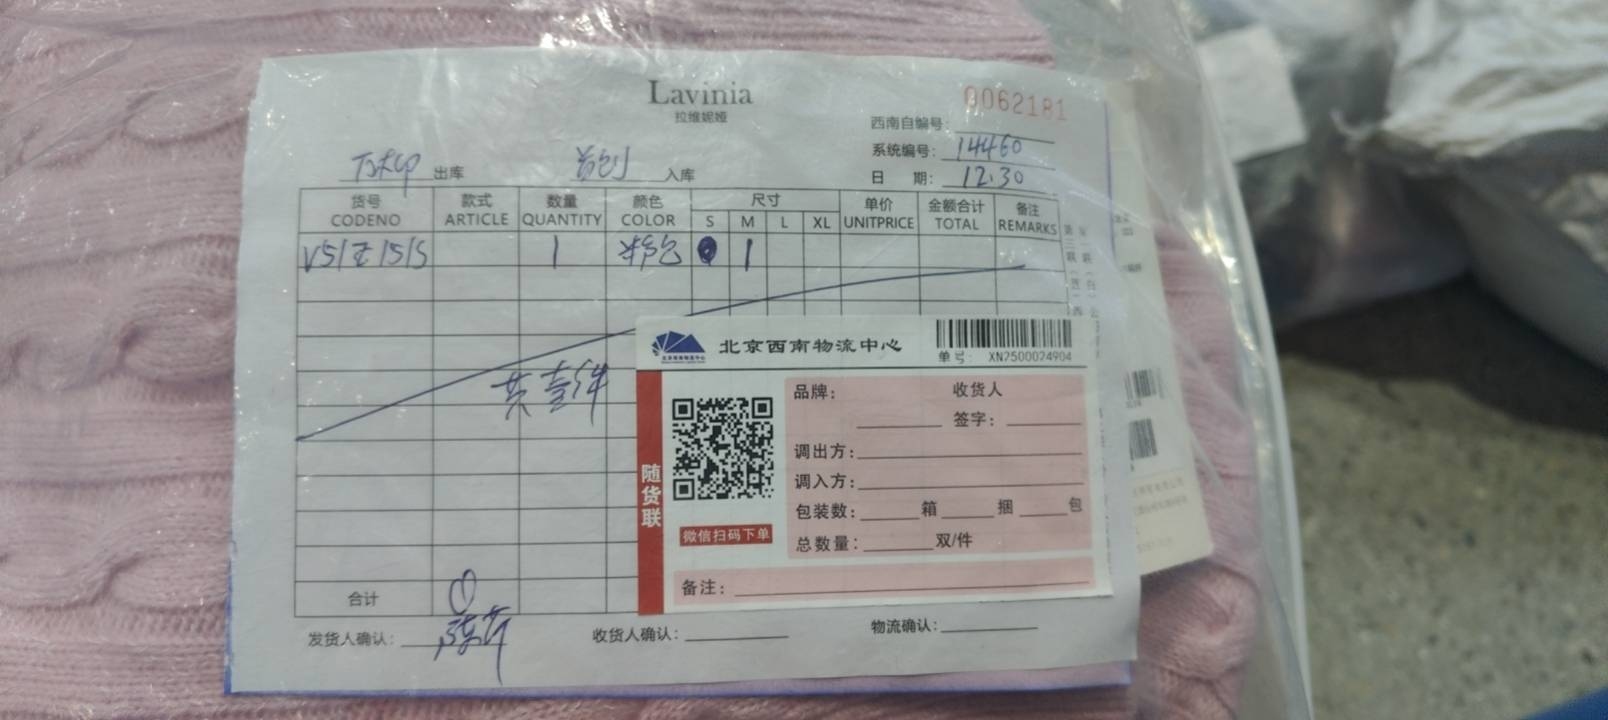 Lavinia
拉维妮娅
0062181
西南自编号:
系统编号: 14460
日 期: 12.30
出库 入库
货号 款式 数量 颜色 尺寸 单价 金额合计 备注
CODENO ARTICLE QUANTITY COLOR S M L XL UNITPRICE TOTAL REMARKS
1 粉色 1
共壹件
北京西南物流中心
单号: XN2500024904
品牌: 收货人
签字:
调出方:
调入方:
包装数: 箱 捆 包
总数量: 双/件
备注:
随货联
微信扫码下单
合计 ①
发货人确认: 收货人确认: 物流确认: